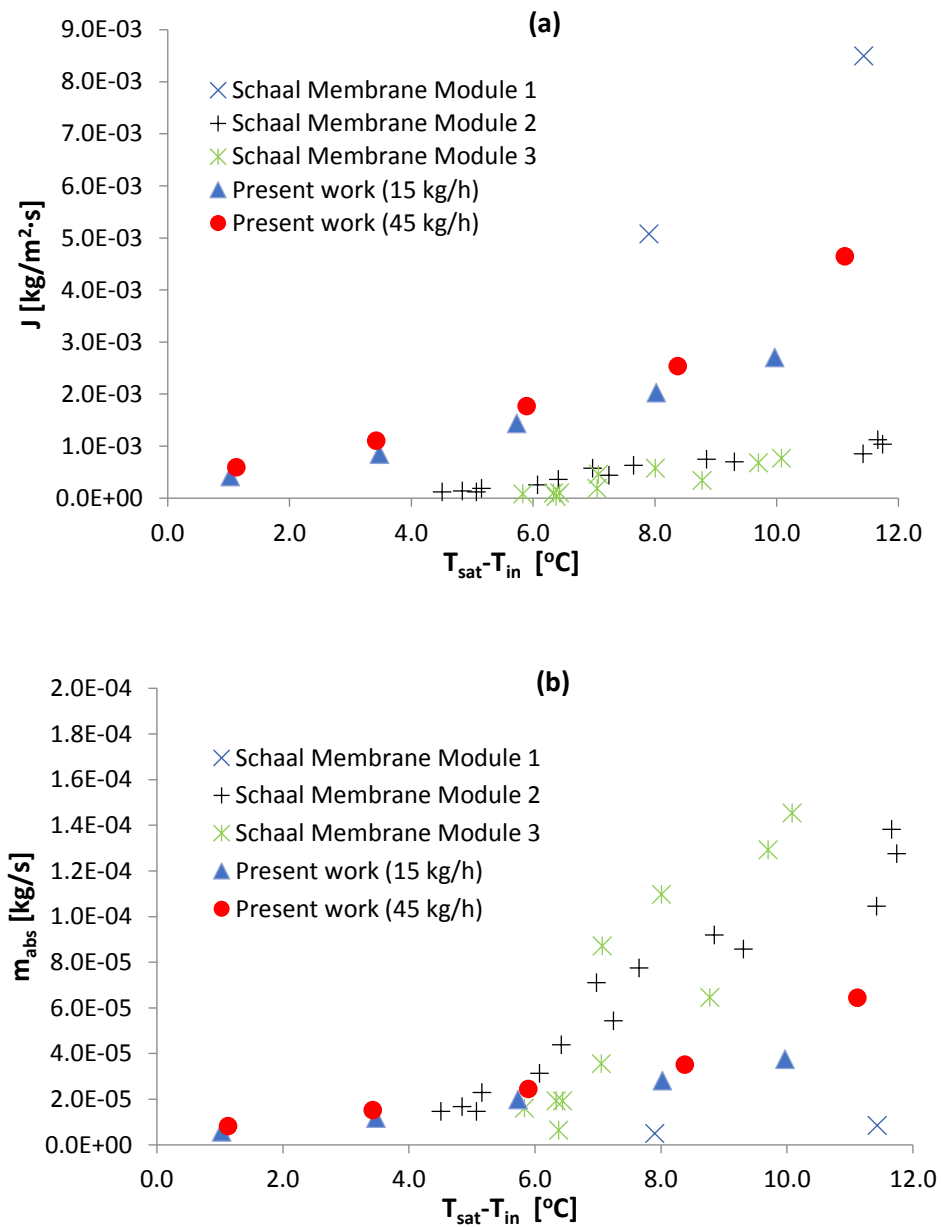 (a)
9.0E-03
8.0E-03
7.0E-03
6.0E-03
5.0E-03
4.0E-03
3.0E-03
2.0E-03
1.0E-03
0.0E+00
J [kg/m²·s]
Schaal Membrane Module 1
Schaal Membrane Module 2
Schaal Membrane Module 3
Present work (15 kg/h)
Present work (45 kg/h)
0.0 2.0 4.0 6.0 8.0 10.0 12.0
Tsat-Tin [ºC]
(b)
2.0E-04
1.8E-04
1.6E-04
1.4E-04
1.2E-04
1.0E-04
8.0E-05
6.0E-05
4.0E-05
2.0E-05
0.0E+00
mabs [kg/s]
Schaal Membrane Module 1
Schaal Membrane Module 2
Schaal Membrane Module 3
Present work (15 kg/h)
Present work (45 kg/h)
0.0 2.0 4.0 6.0 8.0 10.0 12.0
Tsat-Tin [ºC]